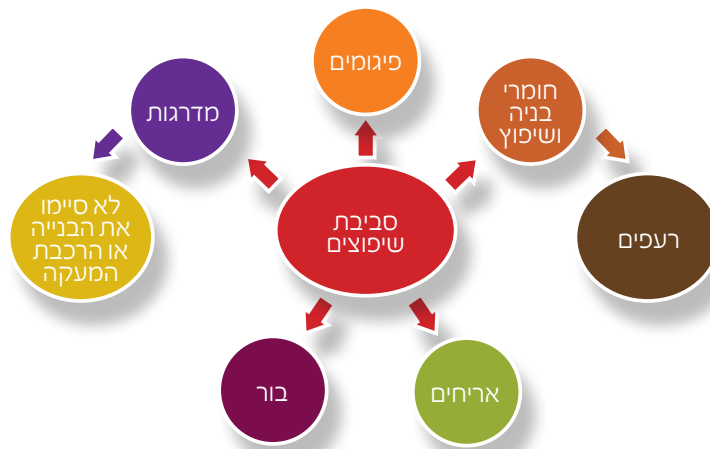 פיגומים
חומרי
בניה
ושיפוץ
מדרגות
סביבת
שיפוצים
רעפים
לא סיימו
את הבנייה
או הרכבת
המעקה
אריחים
בור